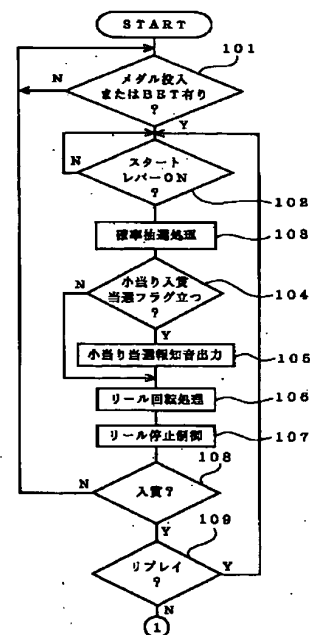 START
101
メダル投入
またはBET有り
?
N
Y
スタート
レバーON
?
N
102
確率抽選処理
103
小当り入賞
当選フラグ立つ
?
N
104
Y
小当り当選報知音出力
105
リール回転処理
106
リール停止制御
107
108
入賞?
N
Y
109
リプレイ
?
Y
N
1